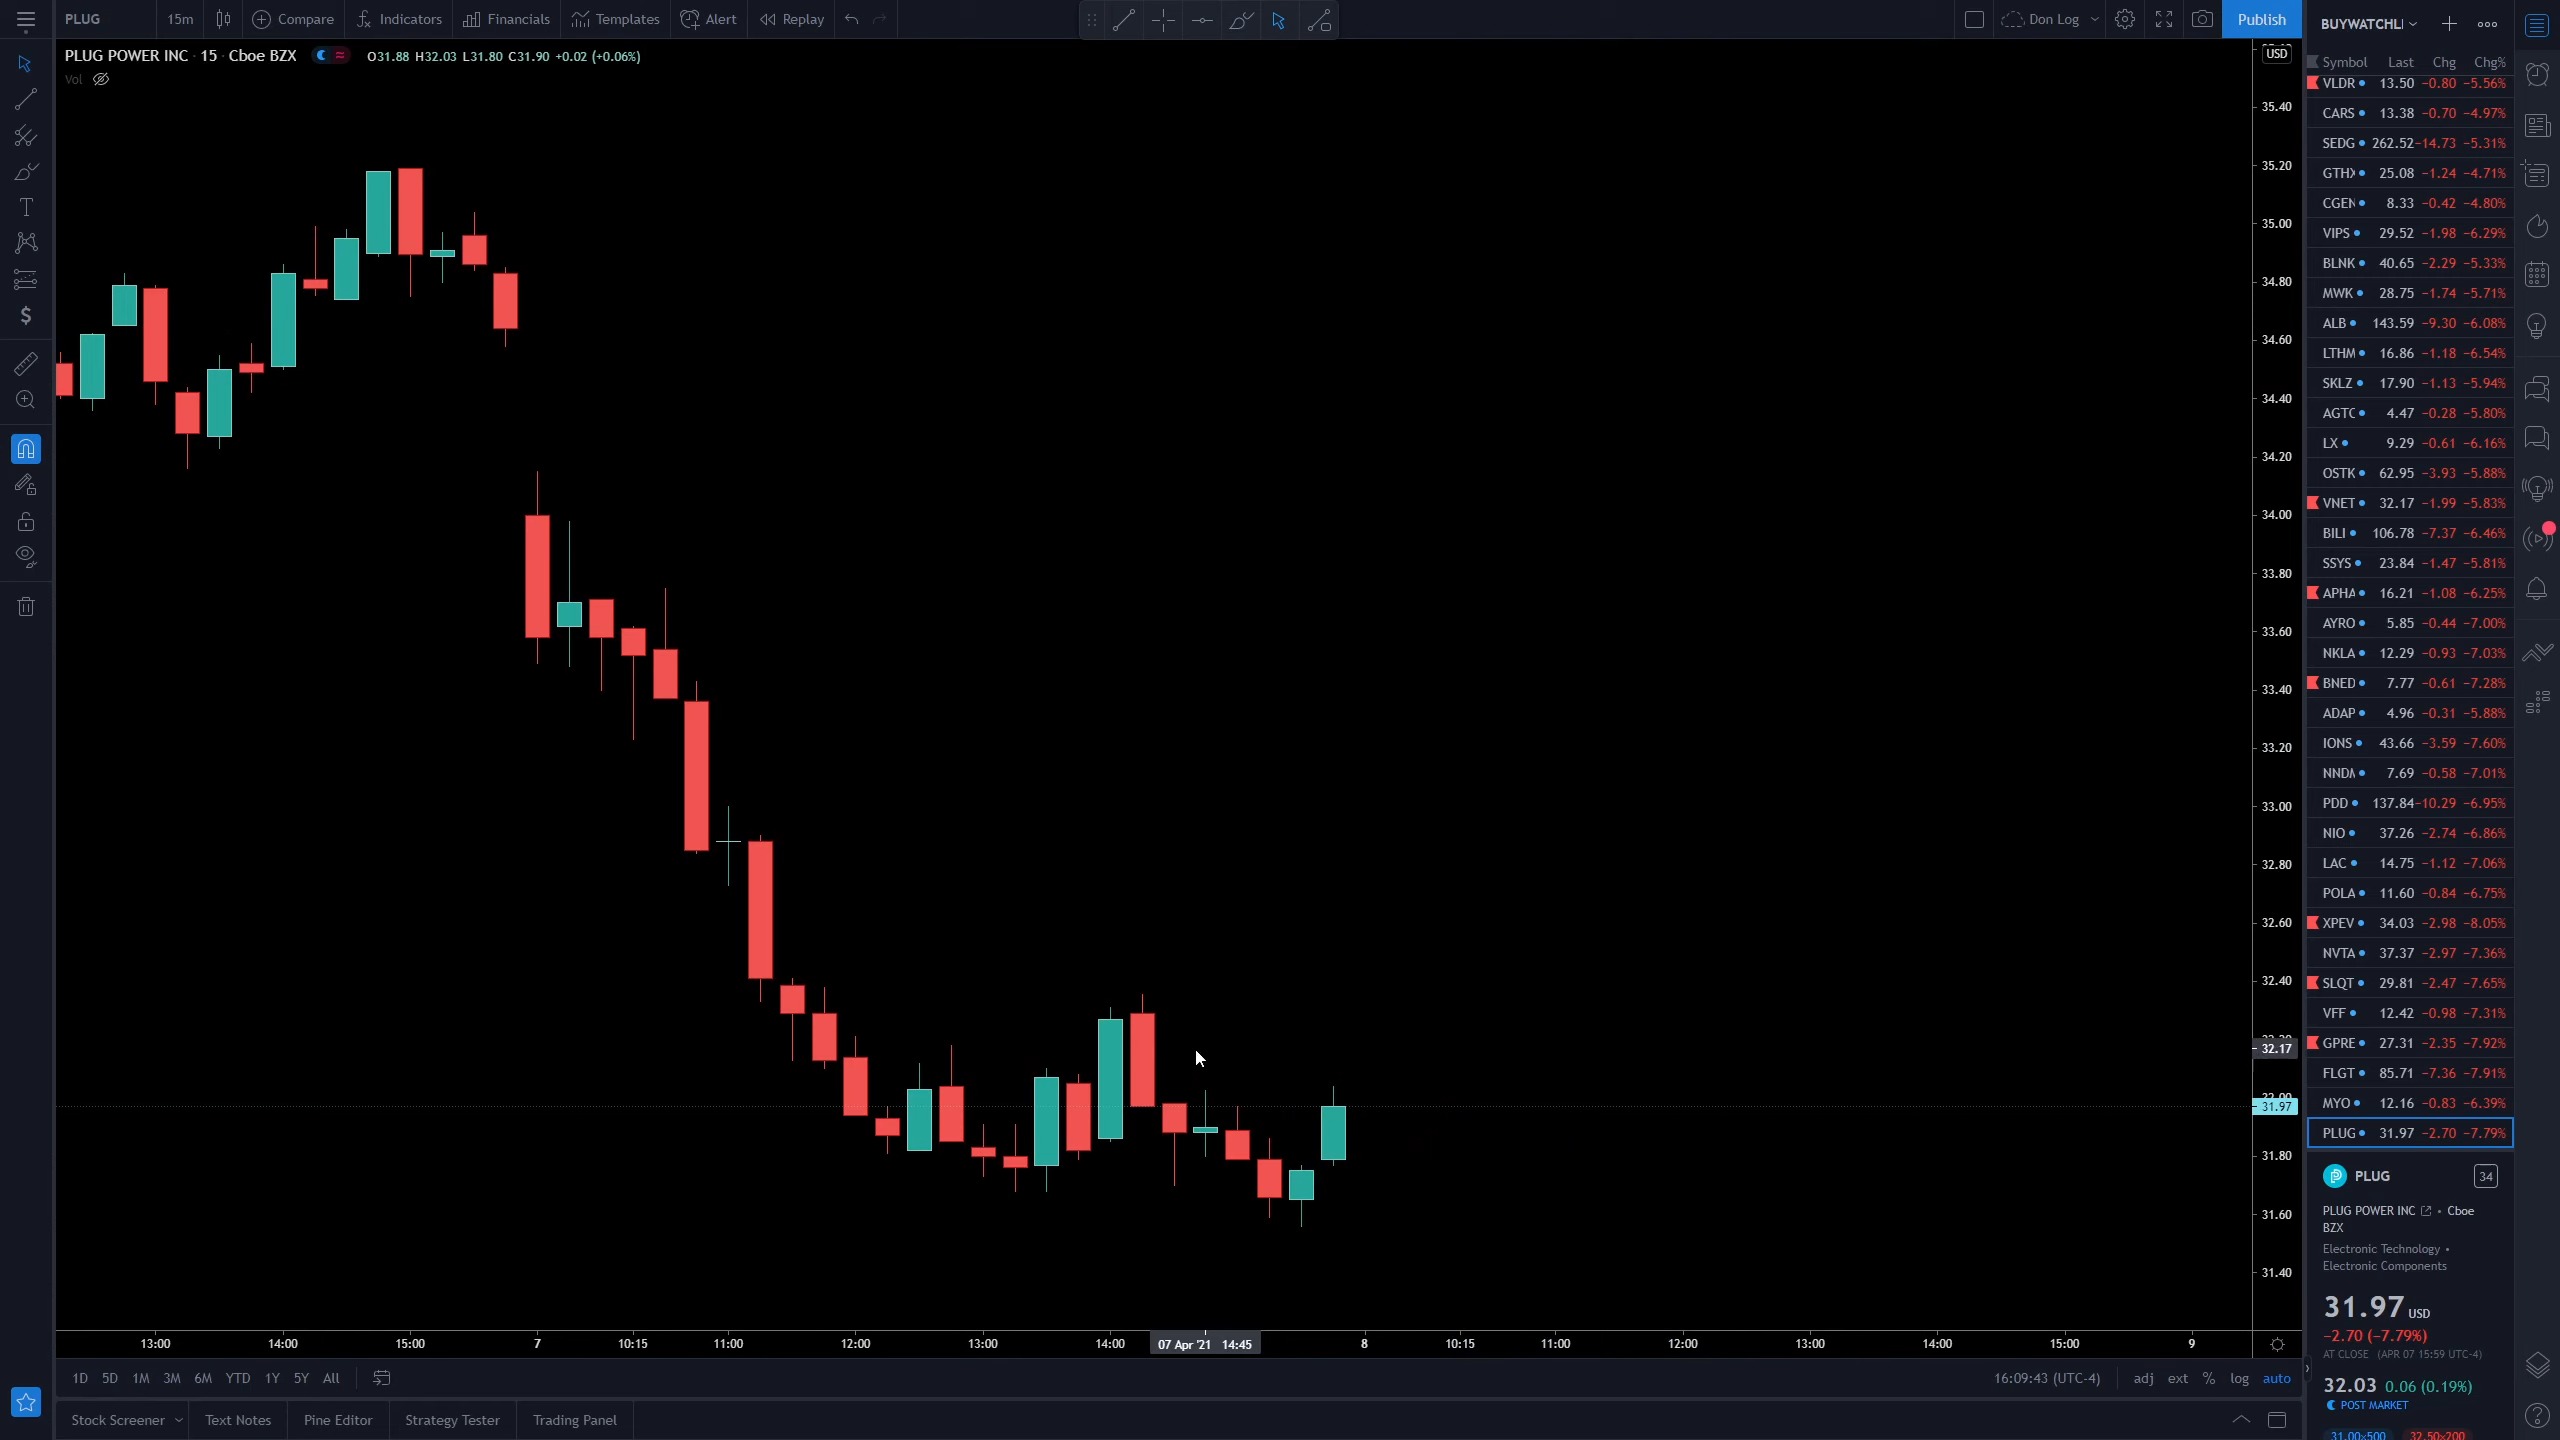 PLUG 15m Compare Indicators Financials Templates Alert Replay Don Log Publish
PLUG POWER INC · 15 · Cboe BZX O31.88 H32.03 L31.80 C31.90 +0.02 (+0.06%)
Vol
USD
35.40
35.20
35.00
34.80
34.60
34.40
34.20
34.00
33.80
33.60
33.40
33.20
33.00
32.80
32.60
32.40
32.17
31.97
31.80
31.60
31.40
13:00 14:00 15:00 7 10:15 11:00 12:00 13:00 14:00 07 Apr '21 14:45 8 10:15 11:00 12:00 13:00 14:00 15:00 9
1D 5D 1M 3M 6M YTD 1Y 5Y All 16:09:43 (UTC-4) adj ext % log auto
Stock Screener Text Notes Pine Editor Strategy Tester Trading Panel
BUYWATCHLI
Symbol Last Chg Chg%
VLDR 13.50 −0.80 −5.56%
CARS 13.38 −0.70 −4.97%
SEDG 262.52 −14.73 −5.31%
GTHX 25.08 −1.24 −4.71%
CGEN 8.33 −0.42 −4.80%
VIPS 29.52 −1.98 −6.29%
BLNK 40.65 −2.29 −5.33%
MWK 28.75 −1.74 −5.71%
ALB 143.59 −9.30 −6.08%
LTHM 16.86 −1.18 −6.54%
SKLZ 17.90 −1.13 −5.94%
AGTC 4.47 −0.28 −5.80%
LX 9.29 −0.61 −6.16%
OSTK 62.95 −3.93 −5.88%
VNET 32.17 −1.99 −5.83%
BILI 106.78 −7.37 −6.46%
SSYS 23.84 −1.47 −5.81%
APHA 16.21 −1.08 −6.25%
AYRO 5.85 −0.44 −7.00%
NKLA 12.29 −0.93 −7.03%
BNED 7.77 −0.61 −7.28%
ADAP 4.96 −0.31 −5.88%
IONS 43.66 −3.59 −7.60%
NNDM 7.69 −0.58 −7.01%
PDD 137.84 −10.29 −6.95%
NIO 37.26 −2.74 −6.86%
LAC 14.75 −1.12 −7.06%
POLA 11.60 −0.84 −6.75%
XPEV 34.03 −2.98 −8.05%
NVTA 37.37 −2.97 −7.36%
SLQT 29.81 −2.47 −7.65%
VFF 12.42 −0.98 −7.31%
GPRE 27.31 −2.35 −7.92%
FLGT 85.71 −7.36 −7.91%
MYO 12.16 −0.83 −6.39%
PLUG 31.97 −2.70 −7.79%
PLUG 34
PLUG POWER INC • Cboe
BZX
Electronic Technology •
Electronic Components
31.97 USD
−2.70 (−7.79%)
AT CLOSE (APR 07 15:59 UTC-4)
32.03 0.06 (0.19%)
POST MARKET
31.00×500 32.50×200